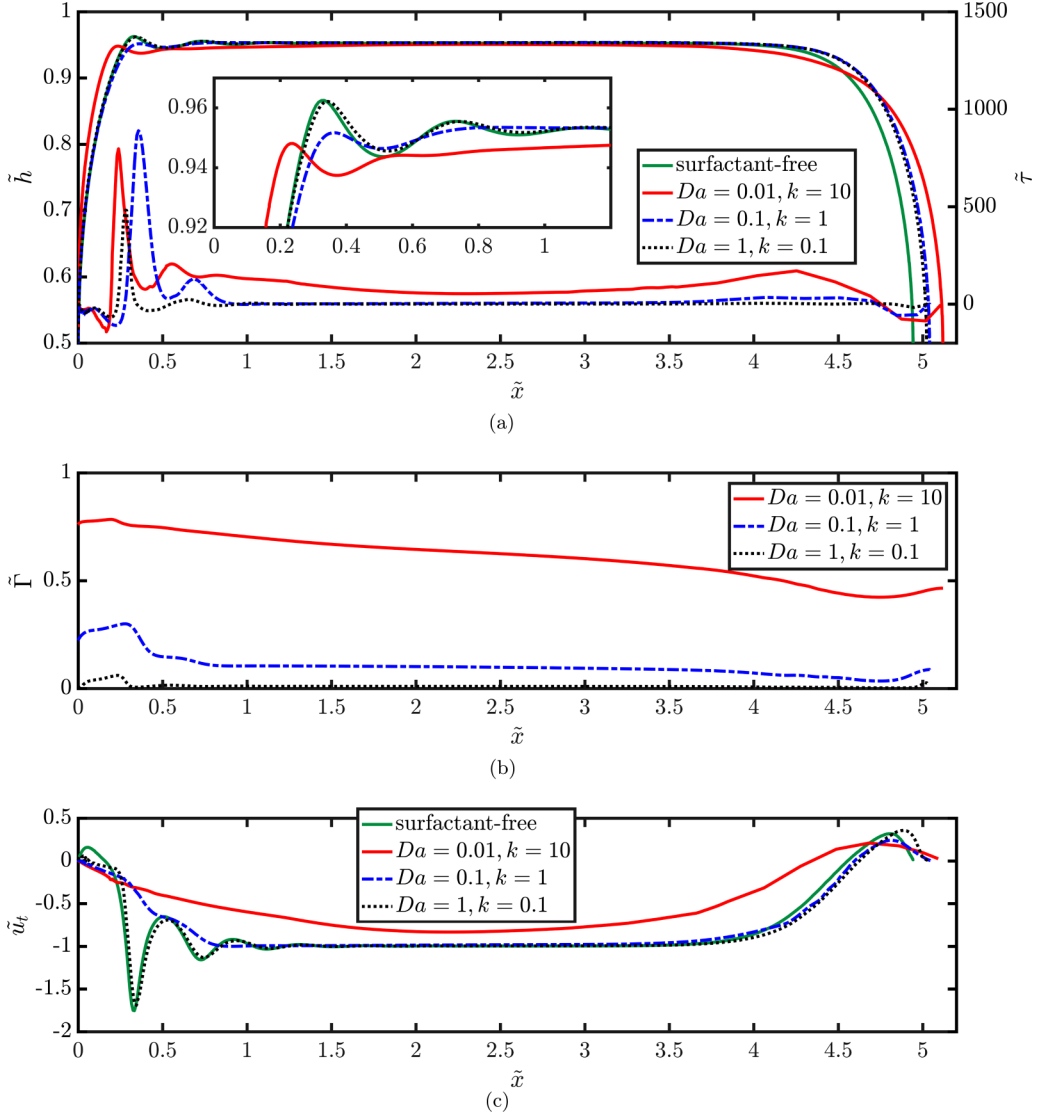 1500
1000
500
0
τ̃
1
0.9
0.8
0.7
0.6
0.5
h̃
0.96
0.94
0.92
0 0.2 0.4 0.6 0.8 1
surfactant-free
Da = 0.01, k = 10
Da = 0.1, k = 1
Da = 1, k = 0.1
0 0.5 1 1.5 2 2.5 3 3.5 4 4.5 5
x̃
(a)
1
0.5
0
Γ̃
Da = 0.01, k = 10
Da = 0.1, k = 1
Da = 1, k = 0.1
0 0.5 1 1.5 2 2.5 3 3.5 4 4.5 5
x̃
(b)
0.5
0
-0.5
-1
-1.5
-2
ũₜ
surfactant-free
Da = 0.01, k = 10
Da = 0.1, k = 1
Da = 1, k = 0.1
0 0.5 1 1.5 2 2.5 3 3.5 4 4.5 5
x̃
(c)